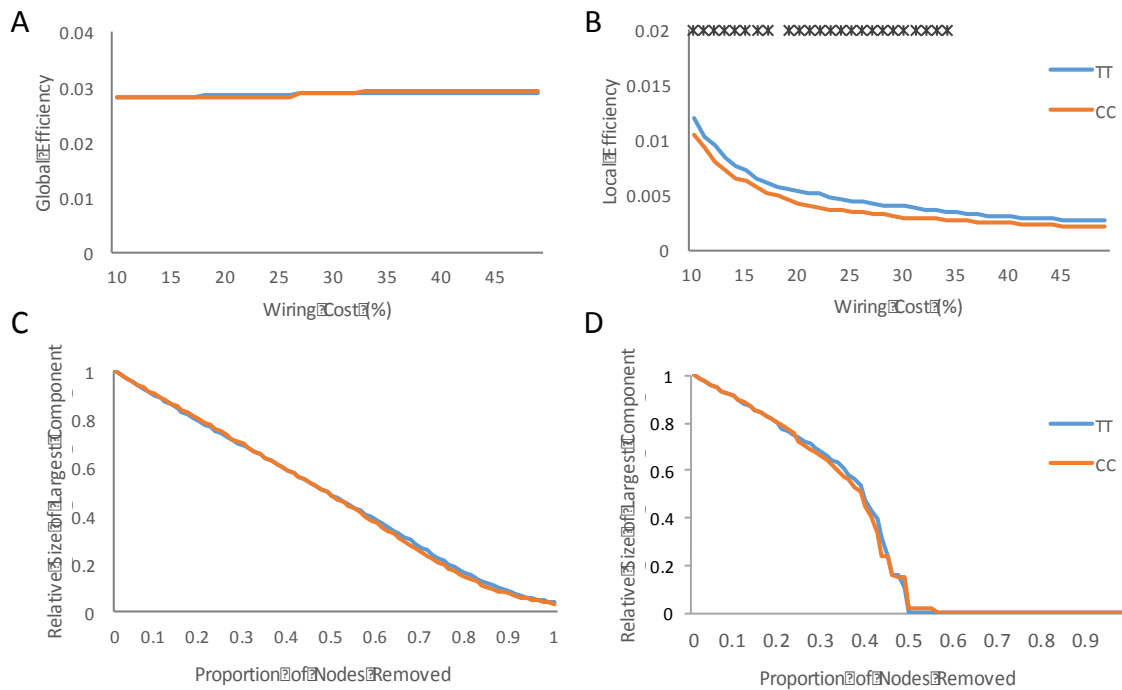 A
0.04
0.03
0.02
0.01
0
Global Efficiency
10 15 20 25 30 35 40 45
Wiring Cost (%)
B
0.02
0.015
0.01
0.005
0
Local Efficiency
10 15 20 25 30 35 40 45
Wiring Cost (%)
TT
CC
C
1
0.8
0.6
0.4
0.2
0
Relative Size of Largest Component
0 0.1 0.2 0.3 0.4 0.5 0.6 0.7 0.8 0.9 1
Proportion of Nodes Removed
D
1
0.8
0.6
0.4
0.2
0
Relative Size of Largest Component
0 0.1 0.2 0.3 0.4 0.5 0.6 0.7 0.8 0.9
Proportion of Nodes Removed
TT
CC